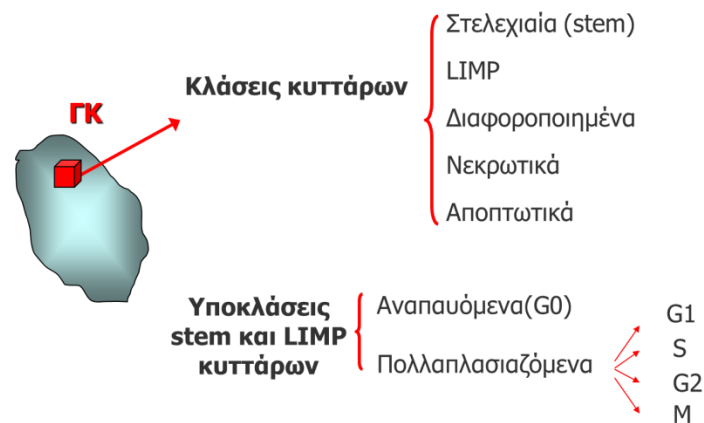 ΓΚ
Κλάσεις κυττάρων
Στελεχιαία (stem)
LIMP
Διαφοροποιημένα
Νεκρωτικά
Αποπτωτικά
Υποκλάσεις
stem και LIMP
κυττάρων
Αναπαυόμενα(G0)
Πολλαπλασιαζόμενα
G1
S
G2
M